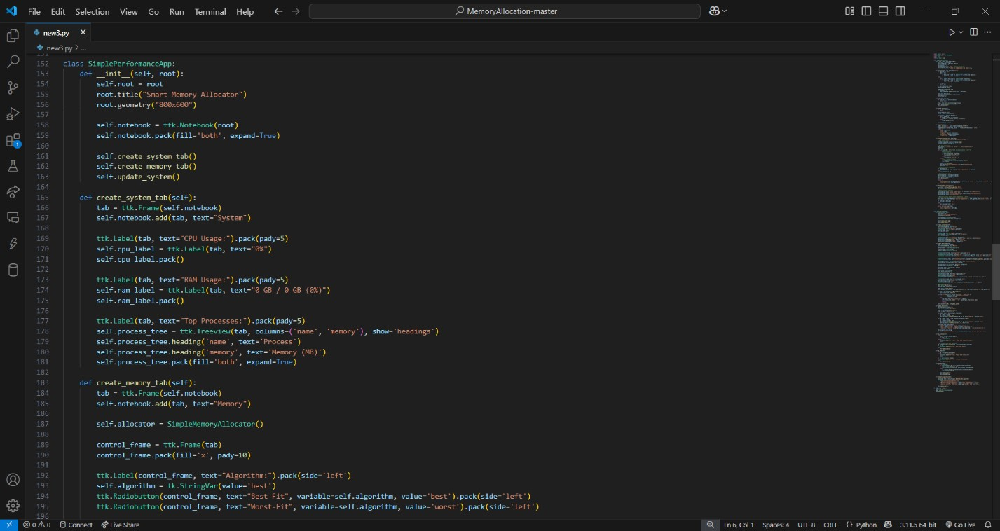 File Edit Selection View Go Run Terminal Help
MemoryAllocation-master
new3.py
new3.py > ...
152 class SimplePerformanceApp:
153     def __init__(self, root):
154         self.root = root
155         root.title("Smart Memory Allocator")
156         root.geometry("800x600")
157
158         self.notebook = ttk.Notebook(root)
159         self.notebook.pack(fill='both', expand=True)
160
161         self.create_system_tab()
162         self.create_memory_tab()
163         self.update_system()
164
165     def create_system_tab(self):
166         tab = ttk.Frame(self.notebook)
167         self.notebook.add(tab, text="System")
168
169         ttk.Label(tab, text="CPU Usage:").pack(pady=5)
170         self.cpu_label = ttk.Label(tab, text="0%")
171         self.cpu_label.pack()
172
173         ttk.Label(tab, text="RAM Usage:").pack(pady=5)
174         self.ram_label = ttk.Label(tab, text="0 GB / 0 GB (0%)")
175         self.ram_label.pack()
176
177         ttk.Label(tab, text="Top Processes:").pack(pady=5)
178         self.process_tree = ttk.Treeview(tab, columns=('name', 'memory'), show='headings')
179         self.process_tree.heading('name', text='Process')
180         self.process_tree.heading('memory', text='Memory (MB)')
181         self.process_tree.pack(fill='both', expand=True)
182
183     def create_memory_tab(self):
184         tab = ttk.Frame(self.notebook)
185         self.notebook.add(tab, text="Memory")
186
187         self.allocator = SimpleMemoryAllocator()
188
189         control_frame = ttk.Frame(tab)
190         control_frame.pack(fill='x', pady=10)
191
192         ttk.Label(control_frame, text="Algorithm:").pack(side='left')
193         self.algorithm = tk.StringVar(value='best')
194         ttk.Radiobutton(control_frame, text="Best-Fit", variable=self.algorithm, value='best').pack(side='left')
195         ttk.Radiobutton(control_frame, text="Worst-Fit", variable=self.algorithm, value='worst').pack(side='left')
196
1
0 0 Connect Live Share Ln 6, Col 1 Spaces: 4 UTF-8 CRLF {} Python 3.11.5 64-bit Go Live